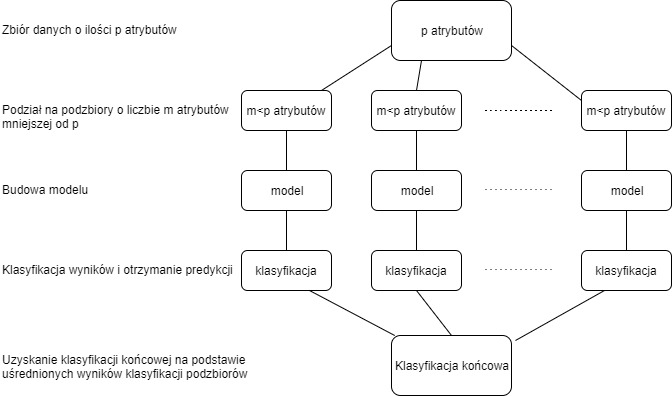 Zbiór danych o ilości p atrybutów
p atrybutów
Podział na podzbiory o liczbie m atrybutów
mniejszej od p
m<p atrybutów
m<p atrybutów
m<p atrybutów
Budowa modelu
model
model
model
Klasyfikacja wyników i otrzymanie predykcji
klasyfikacja
klasyfikacja
klasyfikacja
Uzyskanie klasyfikacji końcowej na podstawie
uśrednionych wyników klasyfikacji podzbiorów
Klasyfikacja końcowa